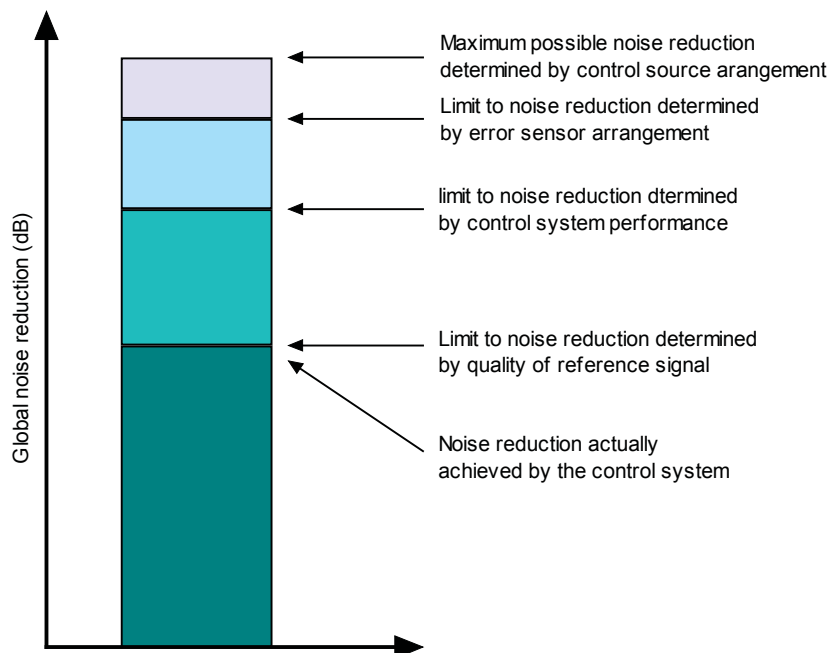 Maximum possible noise reduction
determined by control source arangement
Limit to noise reduction determined
by error sensor arrangement
limit to noise reduction dtermined
by control system performance
Limit to noise reduction determined
by quality of reference signal
Noise reduction actually
achieved by the control system
Global noise reduction (dB)